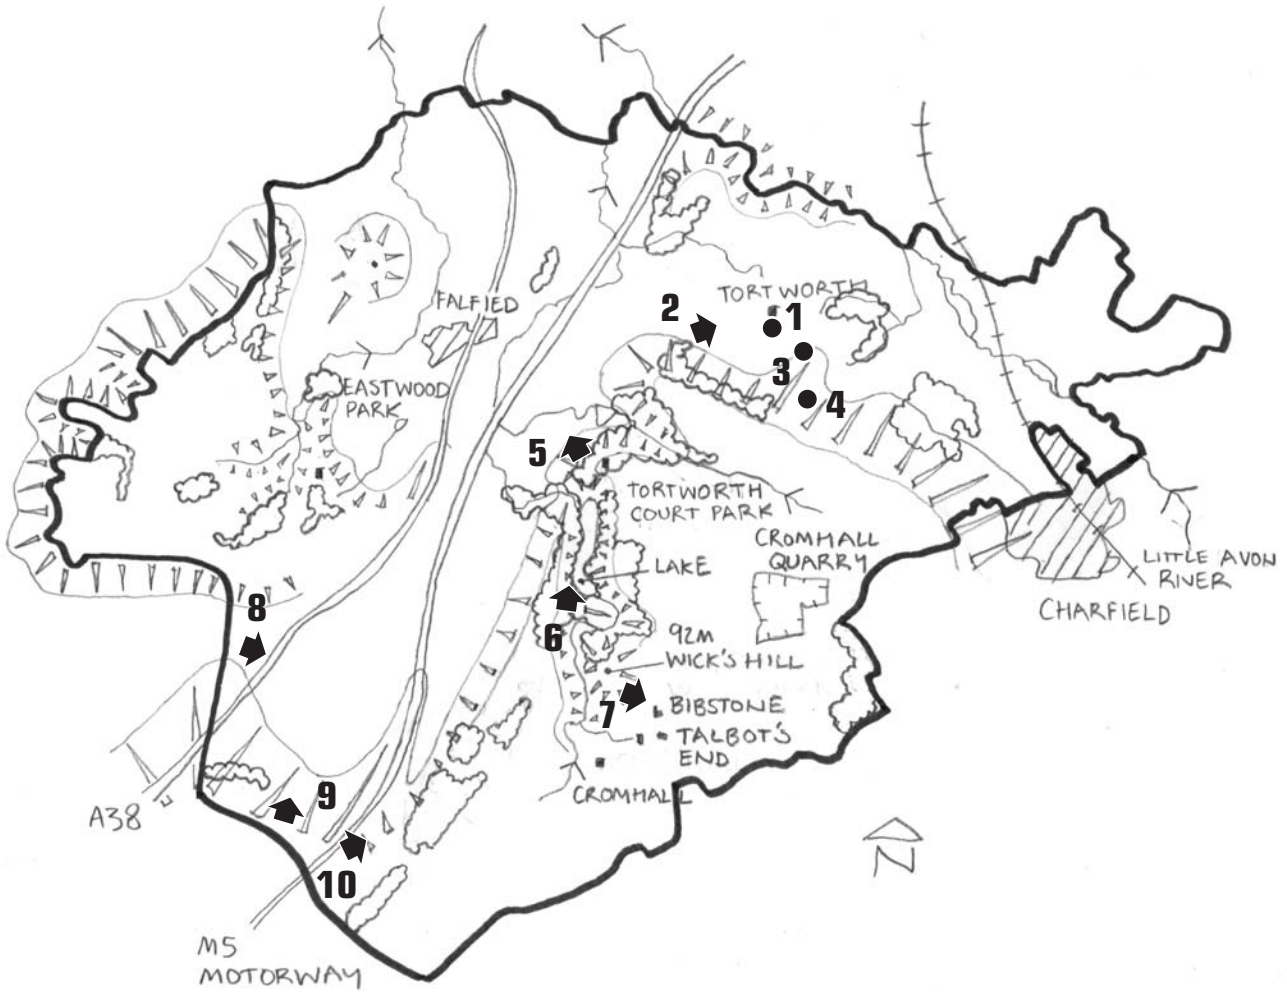 TORTWORTH
1
2
3
4
FALFIED
EASTWOOD
PARK
5
TORTWORTH
COURT PARK
CROMHALL
QUARRY
LAKE
LITTLE AVON
RIVER
CHARFIELD
8
6
92M
WICK'S HILL
7
BIBSTONE
TALBOT'S
END
CROMHALL
9
A38
10
N
M5
MOTORWAY